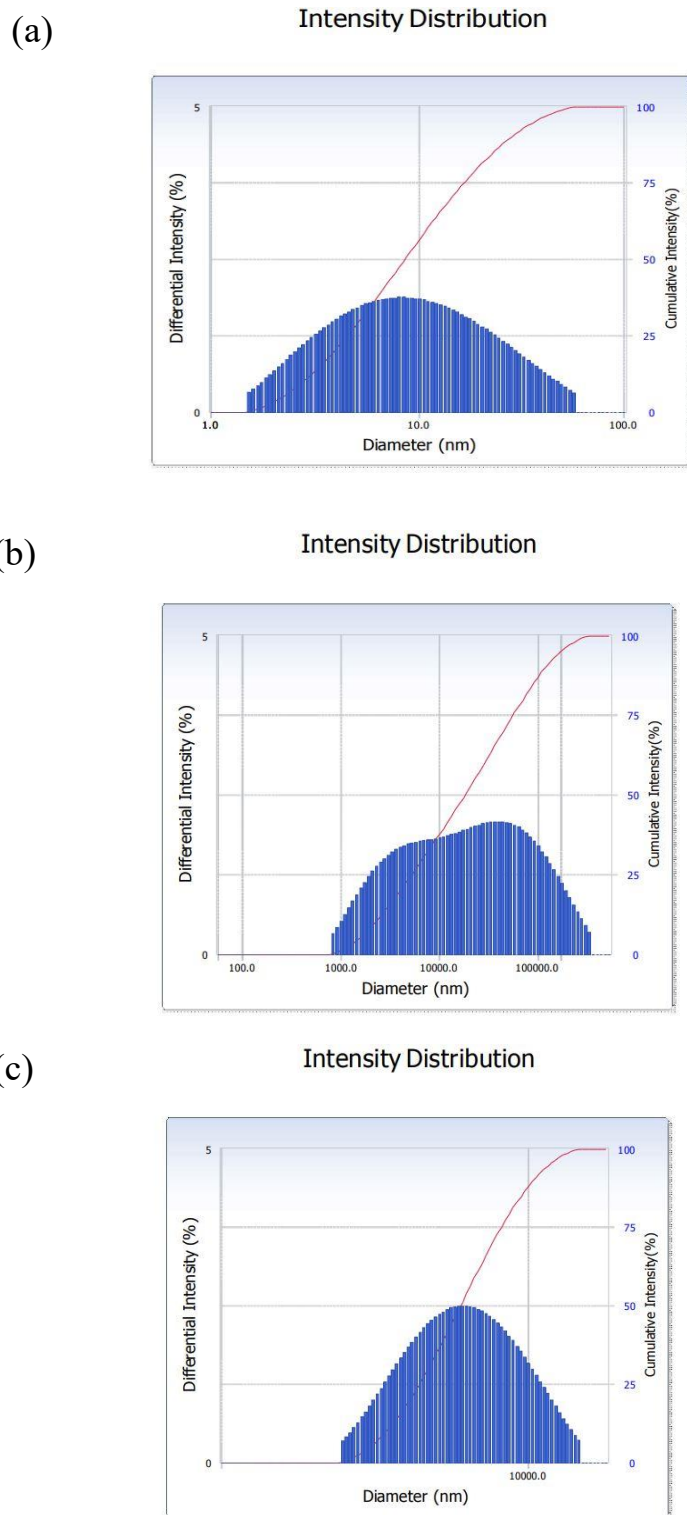 (a)
Intensity Distribution
5
100
75
50
25
0
0
Differential Intensity (%)
Cumulative Intensity(%)
1.0
10.0
100.0
Diameter (nm)
(b)
Intensity Distribution
5
100
75
50
25
0
0
Differential Intensity (%)
Cumulative Intensity(%)
100.0
1000.0
10000.0
100000.0
Diameter (nm)
(c)
Intensity Distribution
5
100
75
50
25
0
0
Differential Intensity (%)
Cumulative Intensity(%)
10000.0
Diameter (nm)